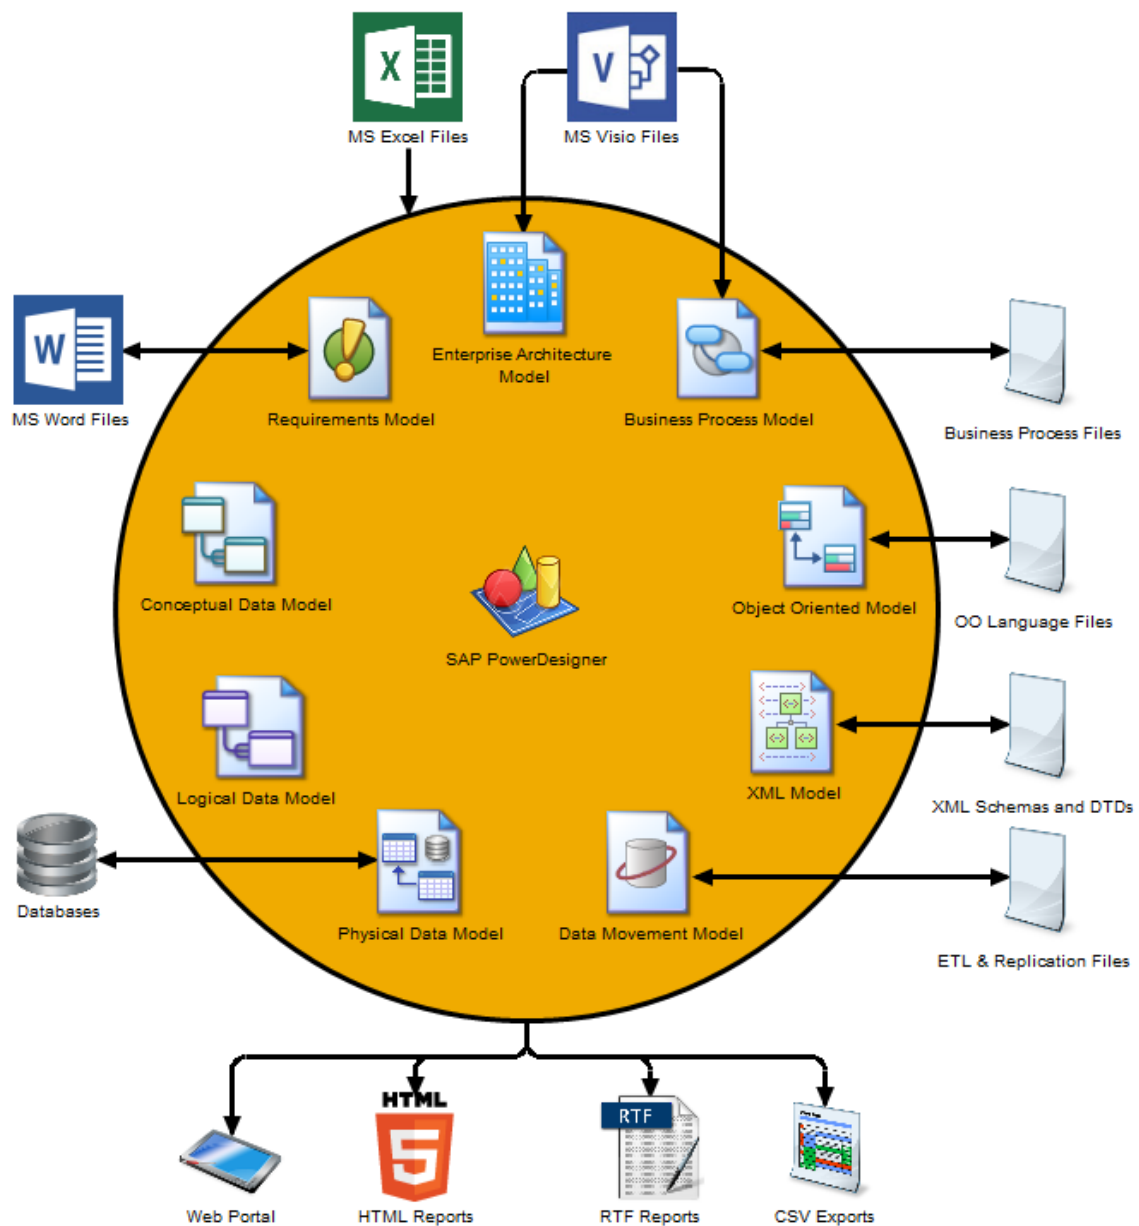 X
V
MS Excel Files
MS Visio Files
W
Enterprise Architecture
Model
MS Word Files
Requirements Model
Business Process Model
Business Process Files
Conceptual Data Model
Object Oriented Model
OO Language Files
SAP PowerDesigner
Logical Data Model
XML Model
XML Schemas and DTDs
Databases
Physical Data Model
Data Movement Model
ETL & Replication Files
HTML
5
RTF
Web Portal
HTML Reports
RTF Reports
CSV Exports